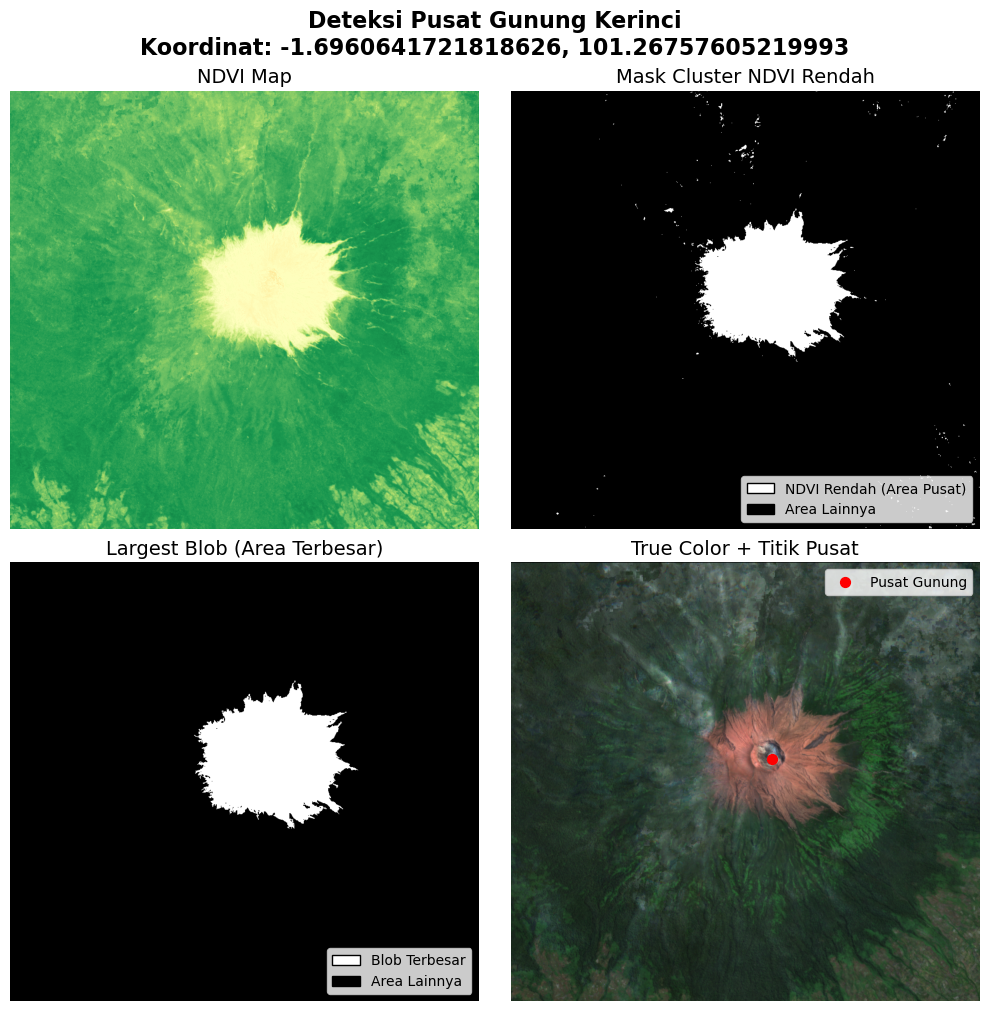 Deteksi Pusat Gunung Kerinci
Koordinat: -1.6960641721818626, 101.26757605219993
NDVI Map
Mask Cluster NDVI Rendah
NDVI Rendah (Area Pusat)
Area Lainnya
Largest Blob (Area Terbesar)
True Color + Titik Pusat
Blob Terbesar
Area Lainnya
Pusat Gunung